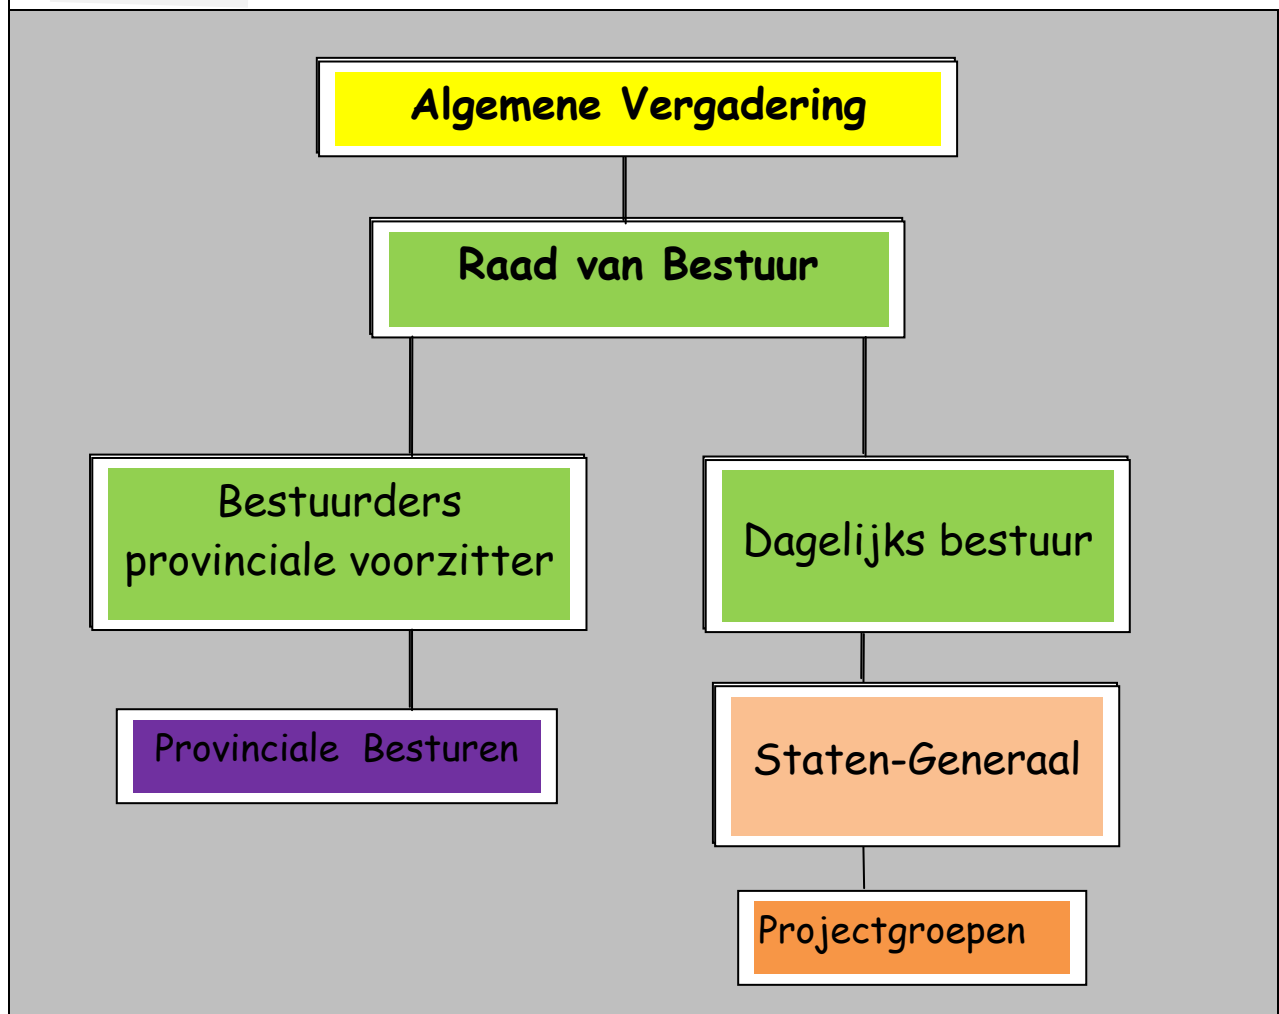 Algemene Vergadering
Raad van Bestuur
Bestuurders
provinciale voorzitter
Dagelijks bestuur
Provinciale Besturen
Staten-Generaal
Projectgroepen